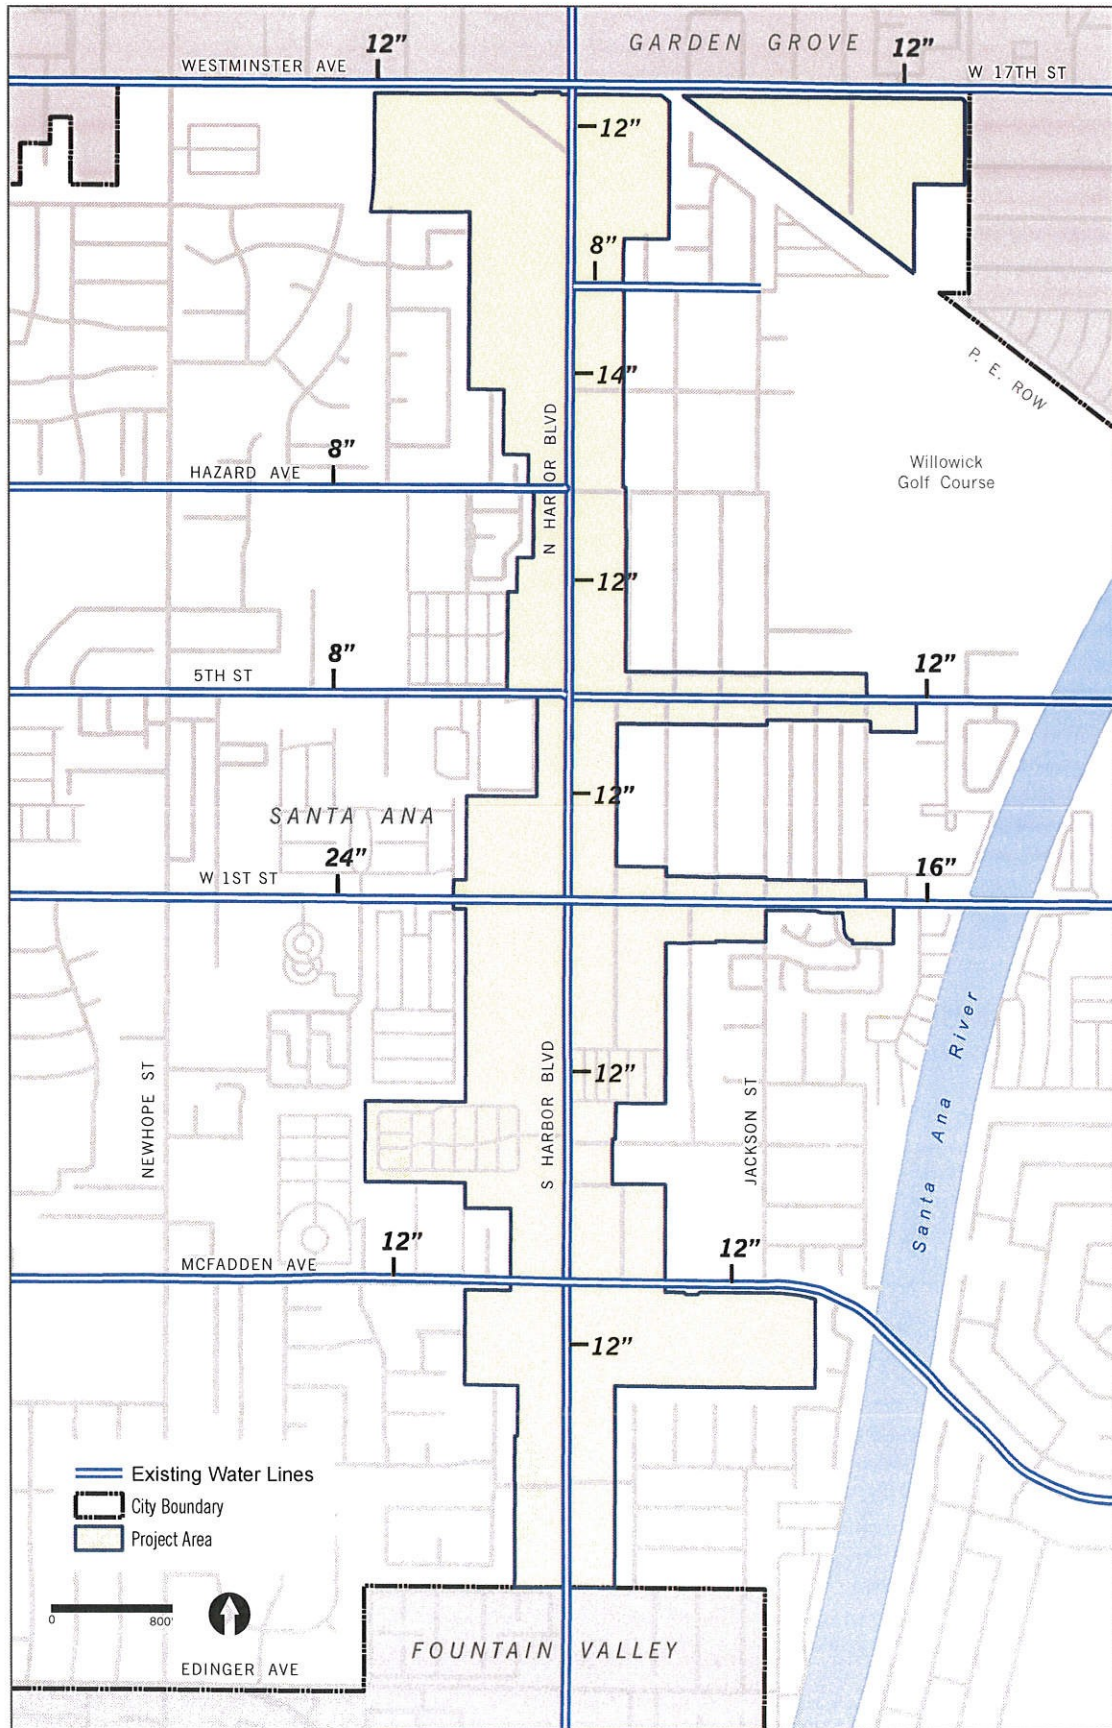 12”
GARDEN GROVE
12”
WESTMINSTER AVE
W 17TH ST
12”
8”
P. E. ROW
14”
N HARBOR BLVD
Willowick
Golf Course
8”
HAZARD AVE
12”
8”
5TH ST
12”
12”
SANTA ANA
24”
W 1ST ST
16”
Santa Ana River
NEWHOPE ST
S HARBOR BLVD
12”
JACKSON ST
12”
MCFADDEN AVE
12”
12”
Existing Water Lines
City Boundary
Project Area
0 800'
FOUNTAIN VALLEY
EDINGER AVE